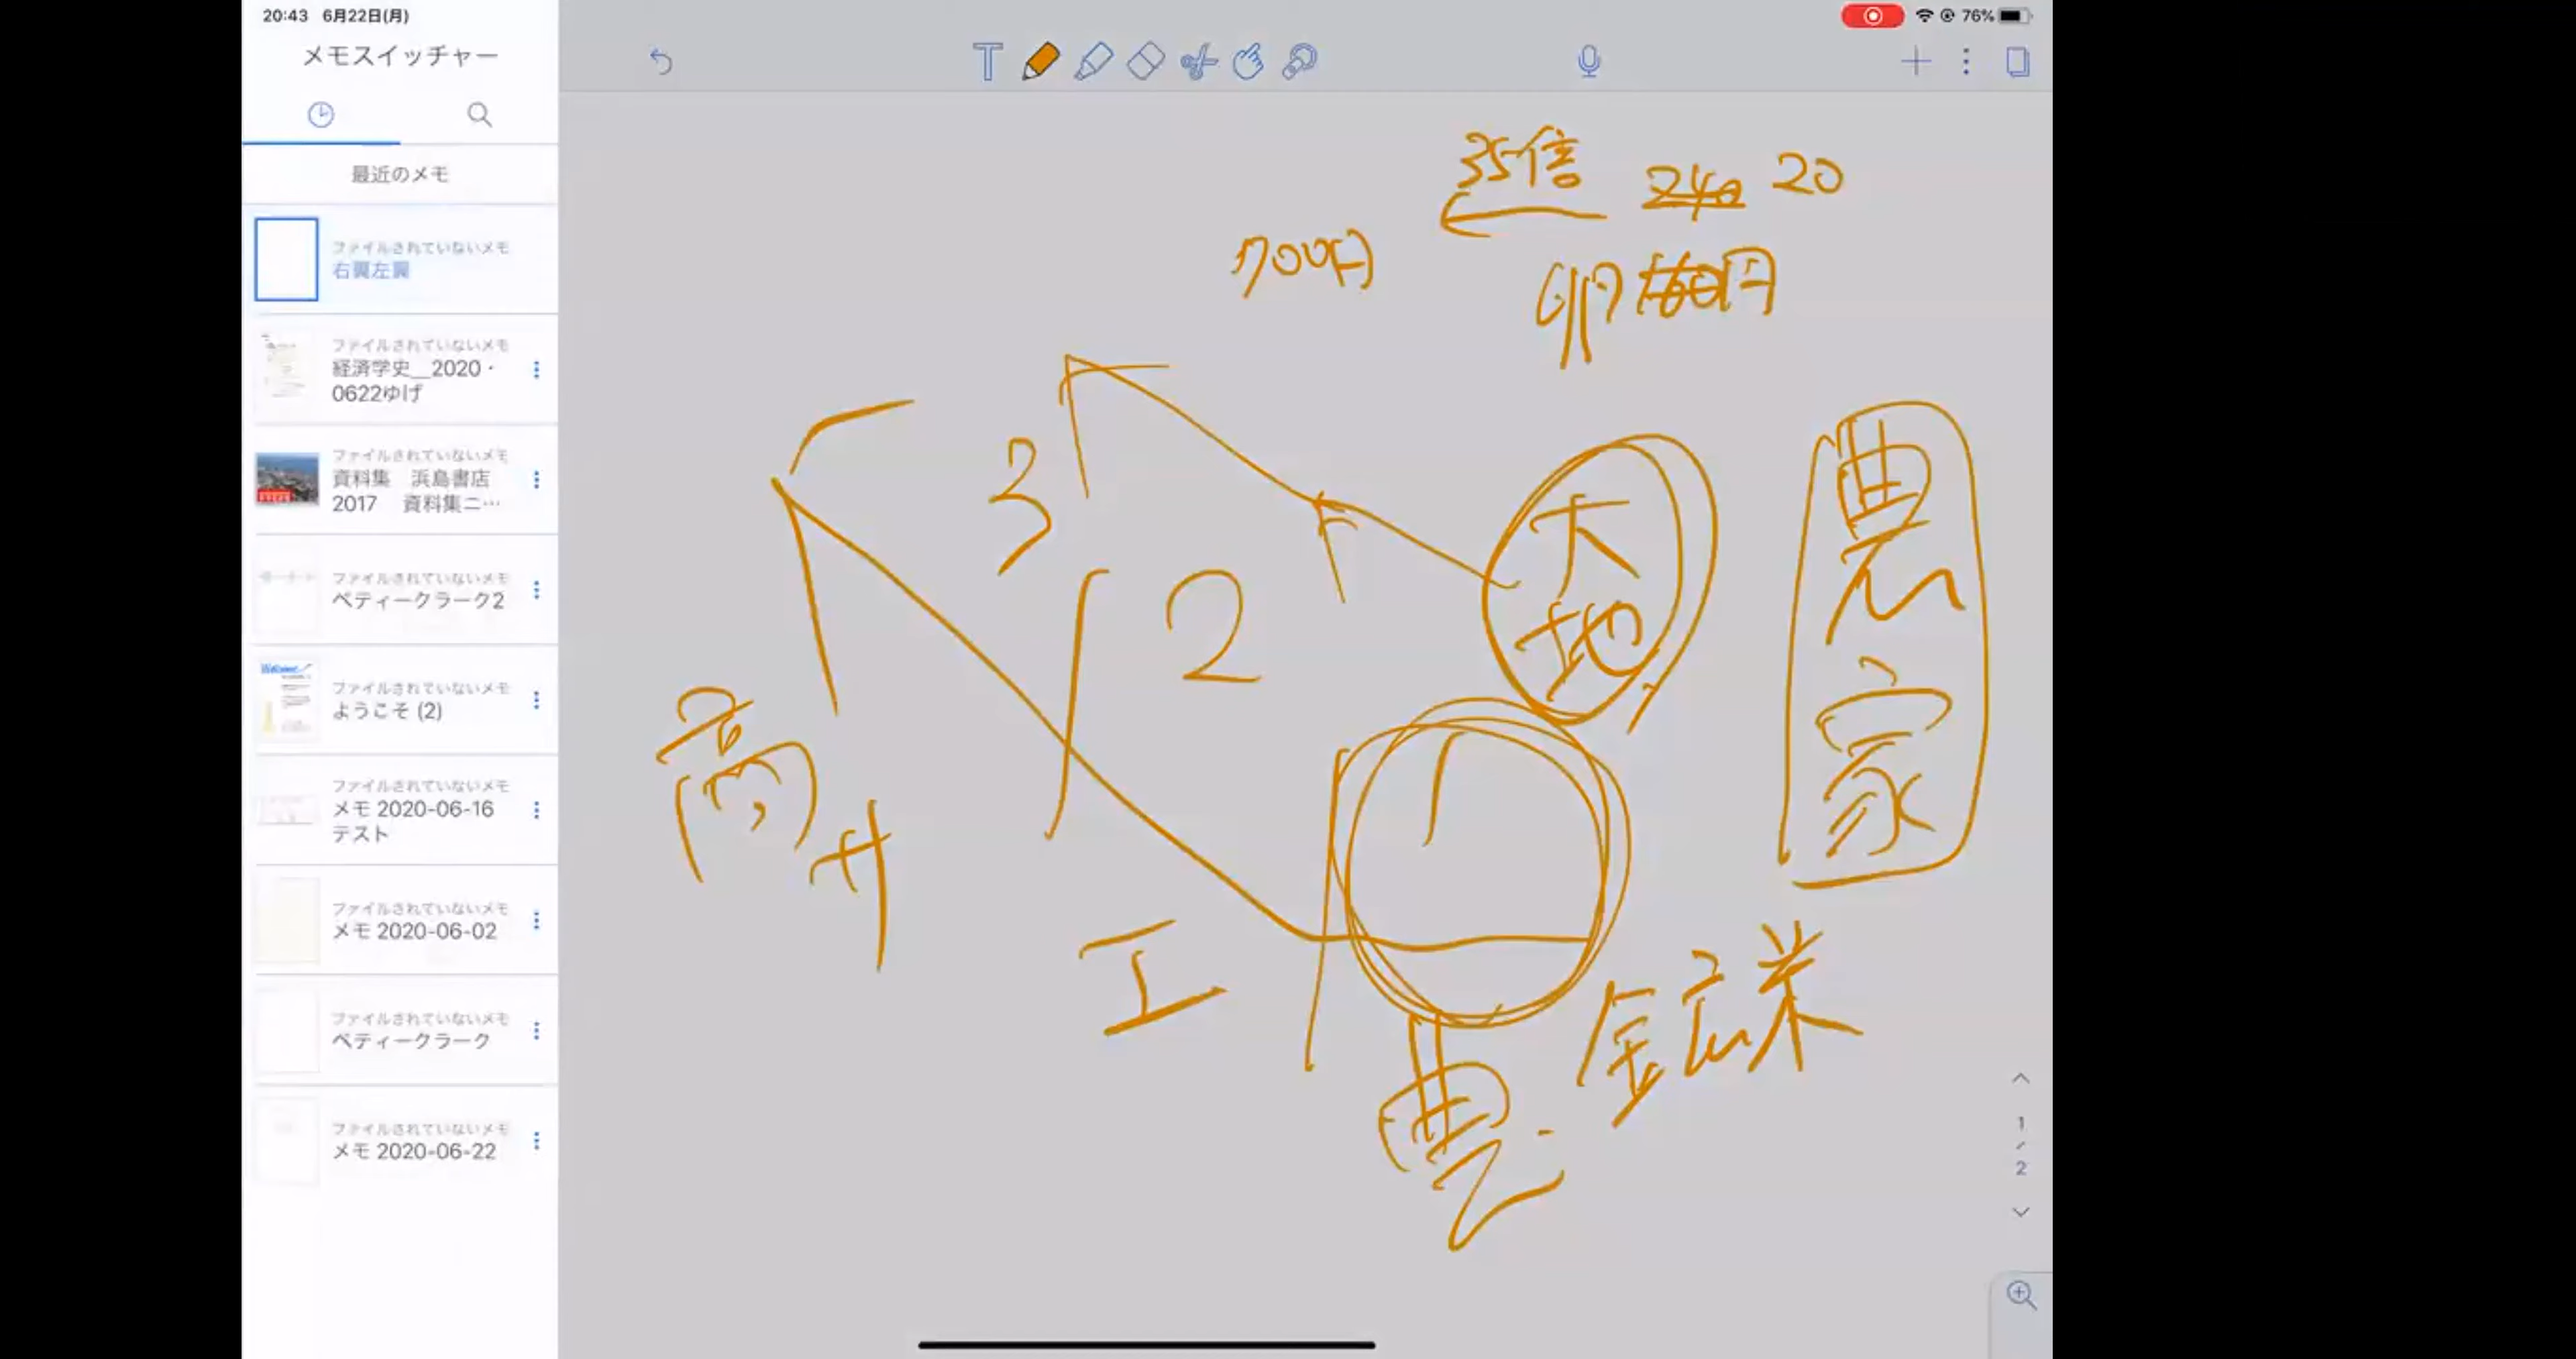 20:43 6月22日(月)
76%
メモスイッチャー
最近のメモ
ファイルされていないメモ
右翼左翼
ファイルされていないメモ
経済学史__2020・
0622ゆげ
ファイルされていないメモ
資料集 浜島書店
2017 資料集ニ…
ファイルされていないメモ
ペティークラーク2
ファイルされていないメモ
ようこそ (2)
ファイルされていないメモ
メモ 2020-06-16
テスト
ファイルされていないメモ
メモ 2020-06-02
ファイルされていないメモ
ペティークラーク
ファイルされていないメモ
メモ 2020-06-22
T
35倍
20
700円
卵
円
3
2
1
大
地
農
家
高
サ
工
農
1
2